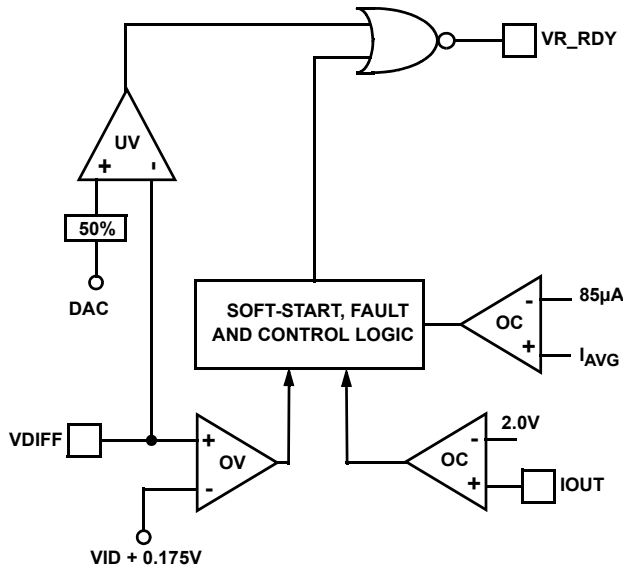 VR_RDY
UV
+ -
50%
DAC
SOFT-START, FAULT
AND CONTROL LOGIC
85µA
-
OC
+
IAVG
VDIFF
+
OV
-
2.0V
-
OC
+
IOUT
VID + 0.175V